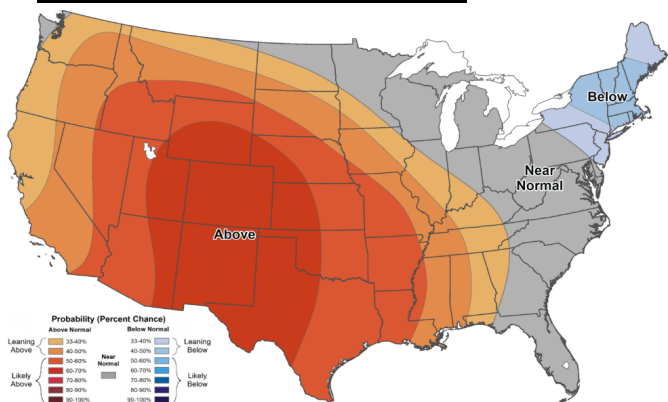 Below
Near
Normal
Above
Probability (Percent Chance)
Above Normal
Below Normal
Leaning
Above
33-40%
40-50%
Likely
Above
50-60%
60-70%
70-80%
80-90%
90-100%
Near
Normal
33-40%
40-50%
Leaning
Below
50-60%
60-70%
70-80%
80-90%
90-100%
Likely
Below